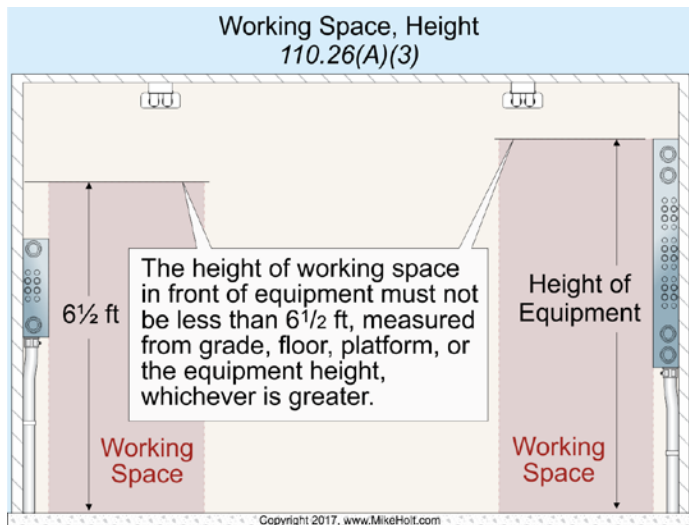 Working Space, Height
110.26(A)(3)
The height of working space
in front of equipment must not
be less than 6 1/2 ft, measured
from grade, floor, platform, or
the equipment height,
whichever is greater.
6½ ft
Height of
Equipment
Working
Space
Working
Space
Copyright 2017, www.MikeHolt.com